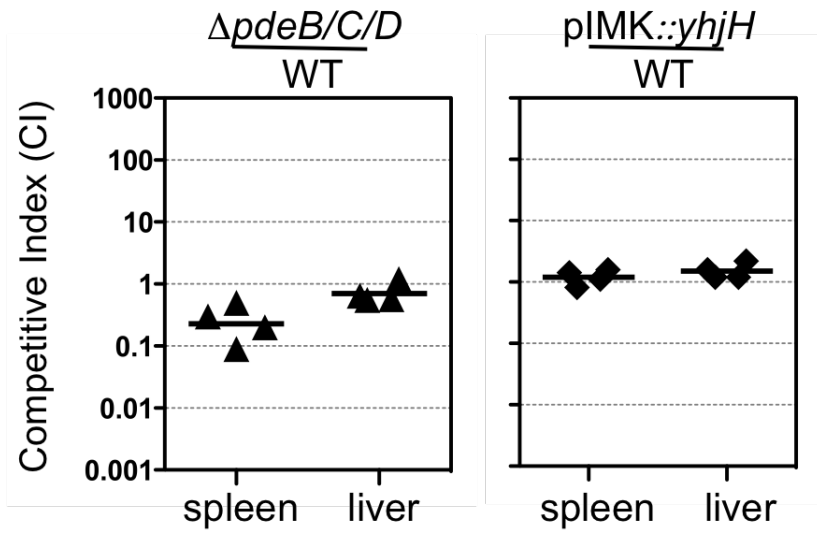 ΔpdeB/C/D
WT
pIMK::yhjH
WT
Competitive Index (CI)
1000
100
10
1
0.1
0.01
0.001
spleen liver
spleen liver